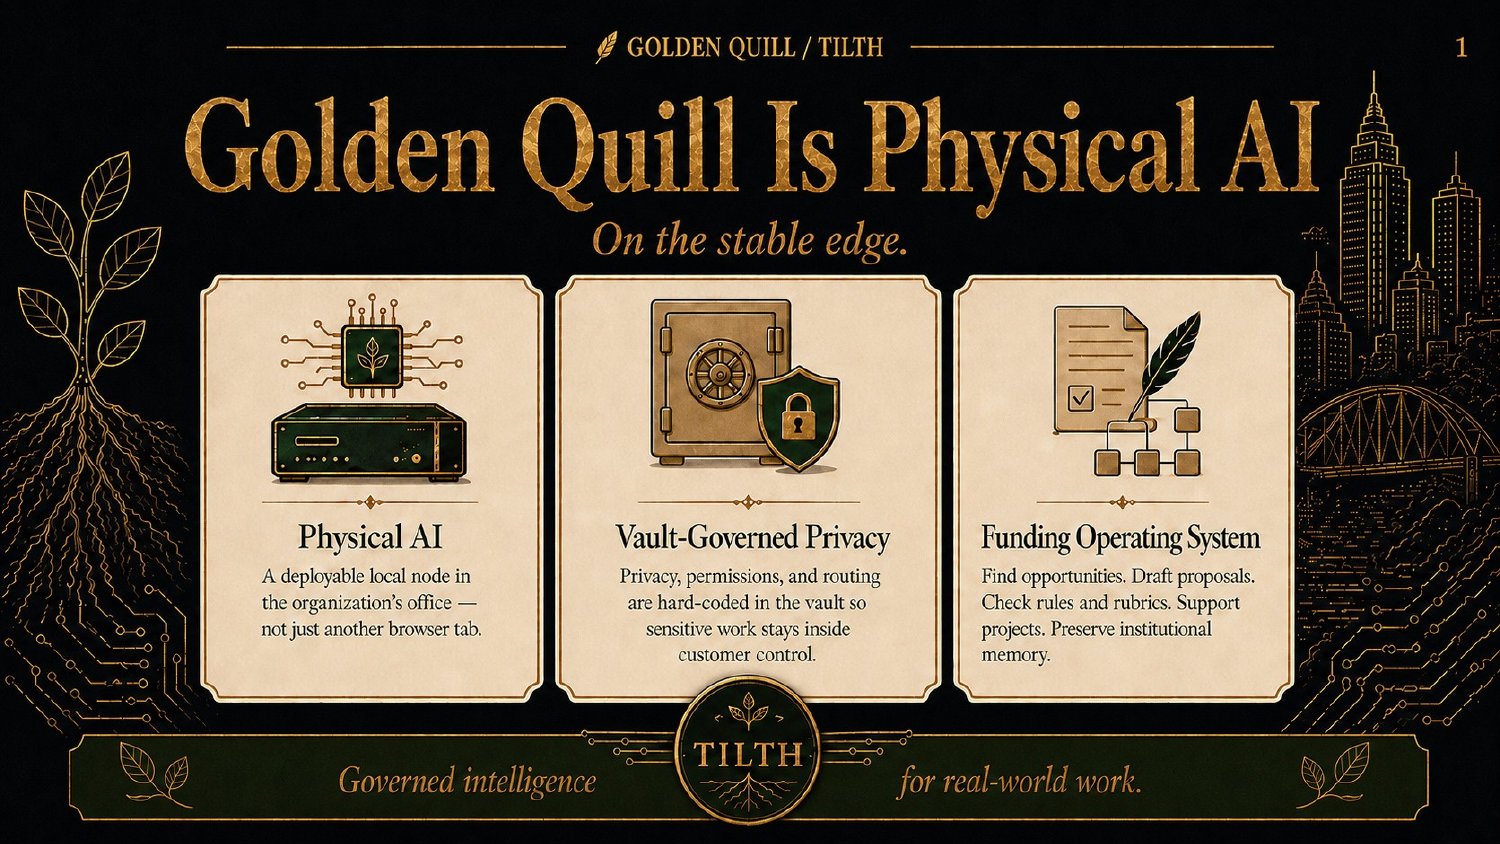 GOLDEN QUILL / TILTH
1
Golden Quill Is Physical AI
On the stable edge.
Physical AI
A deployable local node in
the organization's office —
not just another browser tab.
Vault-Governed Privacy
Privacy, permissions, and routing
are hard-coded in the vault so
sensitive work stays inside
customer control.
Funding Operating System
Find opportunities. Draft proposals.
Check rules and rubrics. Support
projects. Preserve institutional
memory.
Governed intelligence
TILTH
for real-world work.